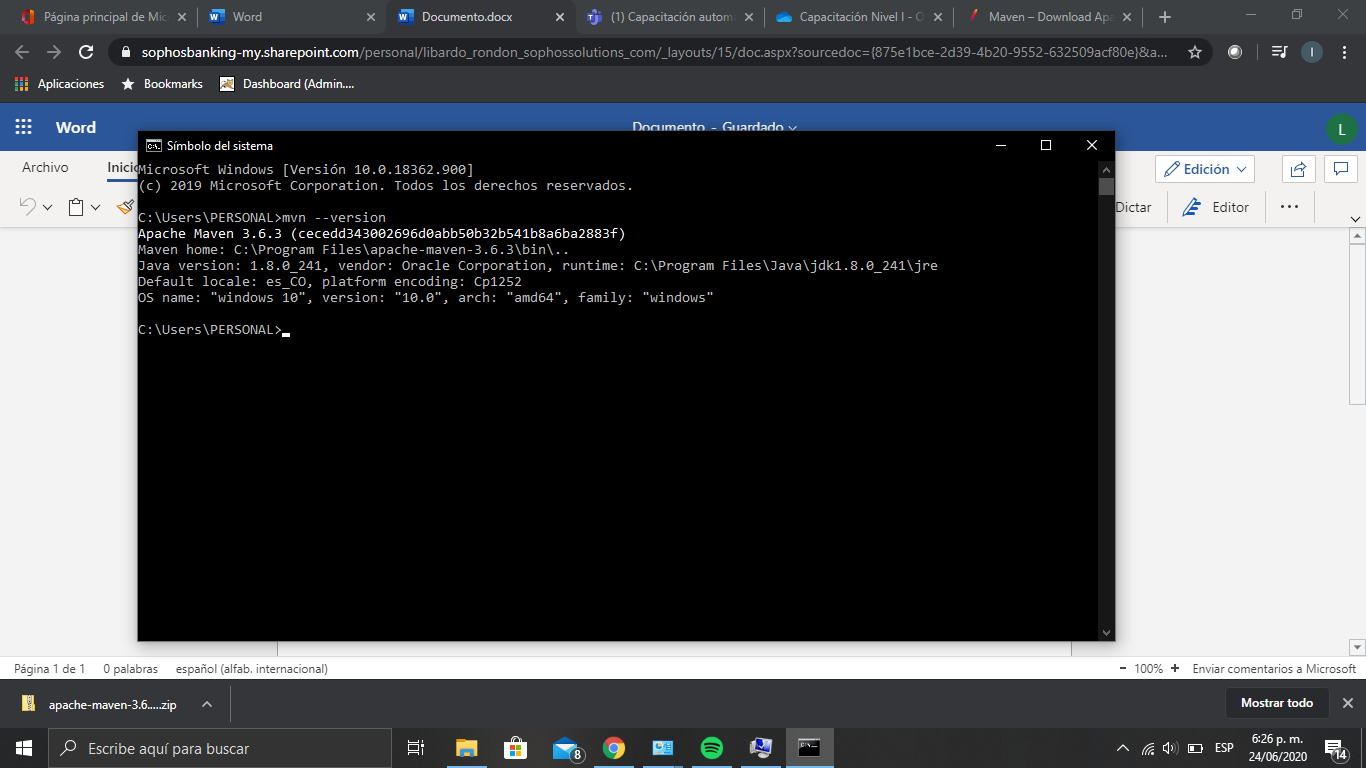 Página principal de Mic
Word
Documento.docx
(1) Capacitación autom
Capacitación Nivel I - O
Maven – Download Apa
sophosbanking-my.sharepoint.com/personal/libardo_rondon_sophossolutions_com/_layouts/15/doc.aspx?sourcedoc={875e1bce-2d39-4b20-9552-632509acf80e}&a...
I
Aplicaciones
Bookmarks
Dashboard (Admin....
Word
Documento - Guardado
L
Símbolo del sistema
Archivo
Inicio
Edición
Dictar
Editor
Microsoft Windows [Versión 10.0.18362.900]
(c) 2019 Microsoft Corporation. Todos los derechos reservados.
C:\Users\PERSONAL>mvn --version
Apache Maven 3.6.3 (cecedd343002696d0abb50b32b541b8a6ba2883f)
Maven home: C:\Program Files\apache-maven-3.6.3\bin\..
Java version: 1.8.0_241, vendor: Oracle Corporation, runtime: C:\Program Files\Java\jdk1.8.0_241\jre
Default locale: es_CO, platform encoding: Cp1252
OS name: "windows 10", version: "10.0", arch: "amd64", family: "windows"
C:\Users\PERSONAL>
Página 1 de 1
0 palabras
español (alfab. internacional)
- 100% +
Enviar comentarios a Microsoft
apache-maven-3.6.....zip
Mostrar todo
Escribe aquí para buscar
8
ESP
6:26 p. m.
24/06/2020
14